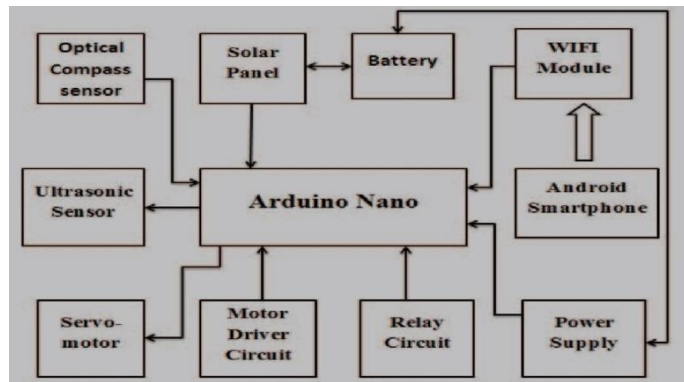 Optical
Compass
sensor
Solar
Panel
Battery
WIFI
Module
Ultrasonic
Sensor
Arduino Nano
Android
Smartphone
Servo-
motor
Motor
Driver
Circuit
Relay
Circuit
Power
Supply